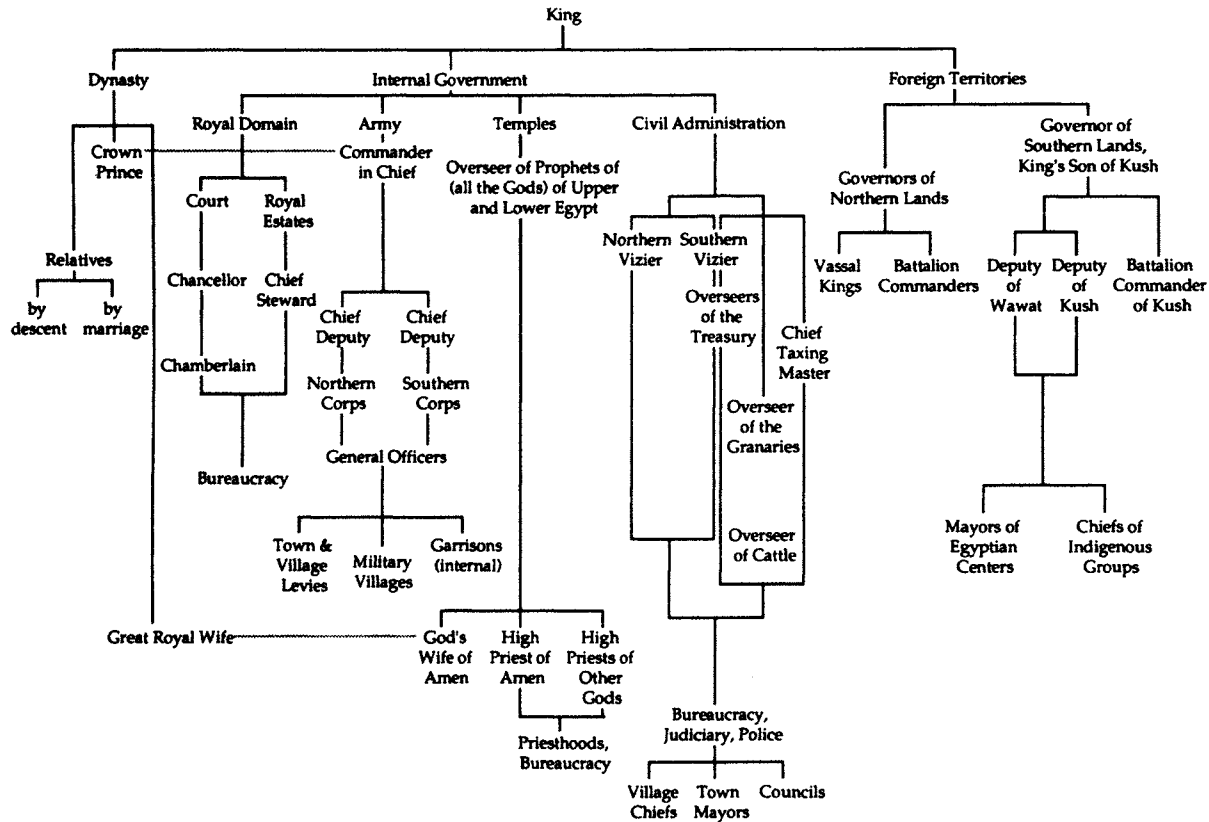 King
Dynasty
Internal Government
Foreign Territories
Royal Domain
Army
Temples
Civil Administration
Crown
Prince
Commander
in Chief
Overseer of Prophets of
(all the Gods) of Upper
and Lower Egypt
Governor of
Southern Lands,
King's Son of Kush
Governors of
Northern Lands
Court
Royal
Estates
Relatives
by
descent
by
marriage
Chancellor
Chief
Steward
Chamberlain
Bureaucracy
Chief
Deputy
Chief
Deputy
Northern
Corps
Southern
Corps
General Officers
Town &
Village
Levies
Military
Villages
Garrisons
(internal)
Northern
Vizier
Southern
Vizier
Overseers
of the
Treasury
Chief
Taxing
Master
Overseer
of the
Granaries
Overseer
of Cattle
Vassal
Kings
Battalion
Commanders
Deputy
of
Wawat
Deputy
of
Kush
Battalion
Commander
of Kush
Mayors of
Egyptian
Centers
Chiefs of
Indigenous
Groups
Great Royal Wife
God's
Wife of
Amen
High
Priest of
Amen
High
Priests of
Other
Gods
Priesthoods,
Bureaucracy
Bureaucracy,
Judiciary, Police
Village
Chiefs
Town
Mayors
Councils